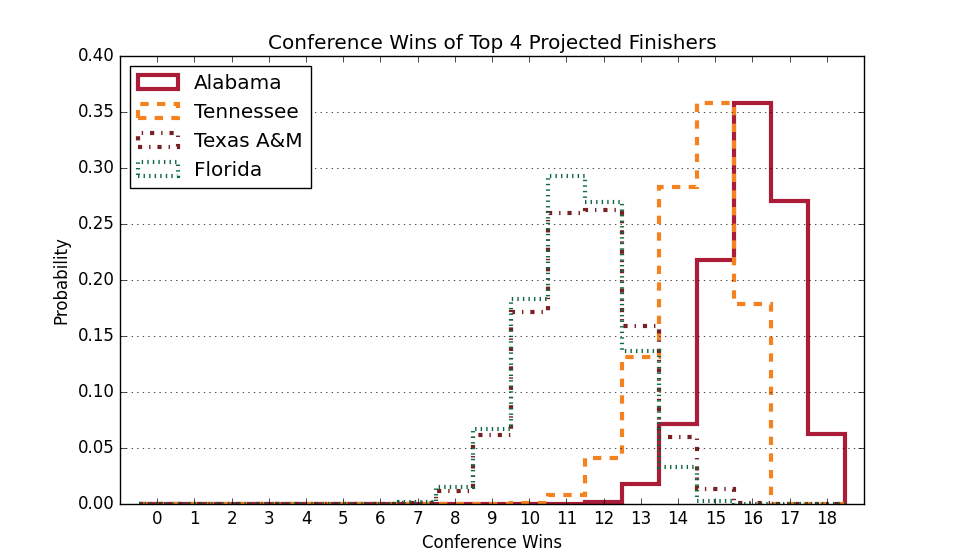 Conference Wins of Top 4 Projected Finishers
0.40
0.35
0.30
0.25
0.20
0.15
0.10
0.05
0.00
Probability
Alabama
Tennessee
Texas A&M
Florida
0 1 2 3 4 5 6 7 8 9 10 11 12 13 14 15 16 17 18
Conference Wins